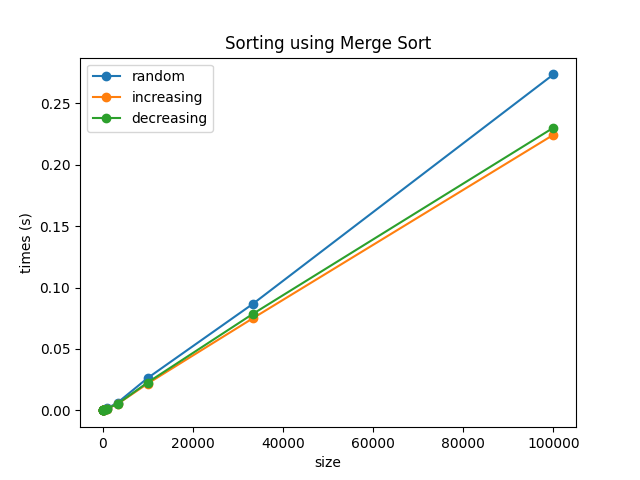 Sorting using Merge Sort
random
increasing
decreasing
0.25
0.20
0.15
0.10
0.05
0.00
times (s)
0 20000 40000 60000 80000 100000
size